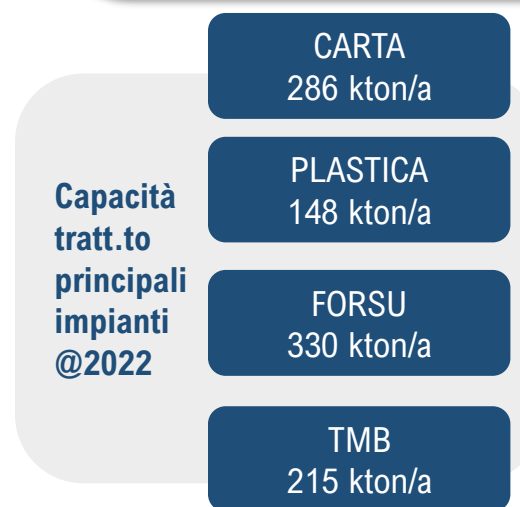 CARTA
286 kton/a
PLASTICA
148 kton/a
Capacità
tratt.to
principali
impianti
@2022
FORSU
330 kton/a
TMB
215 kton/a